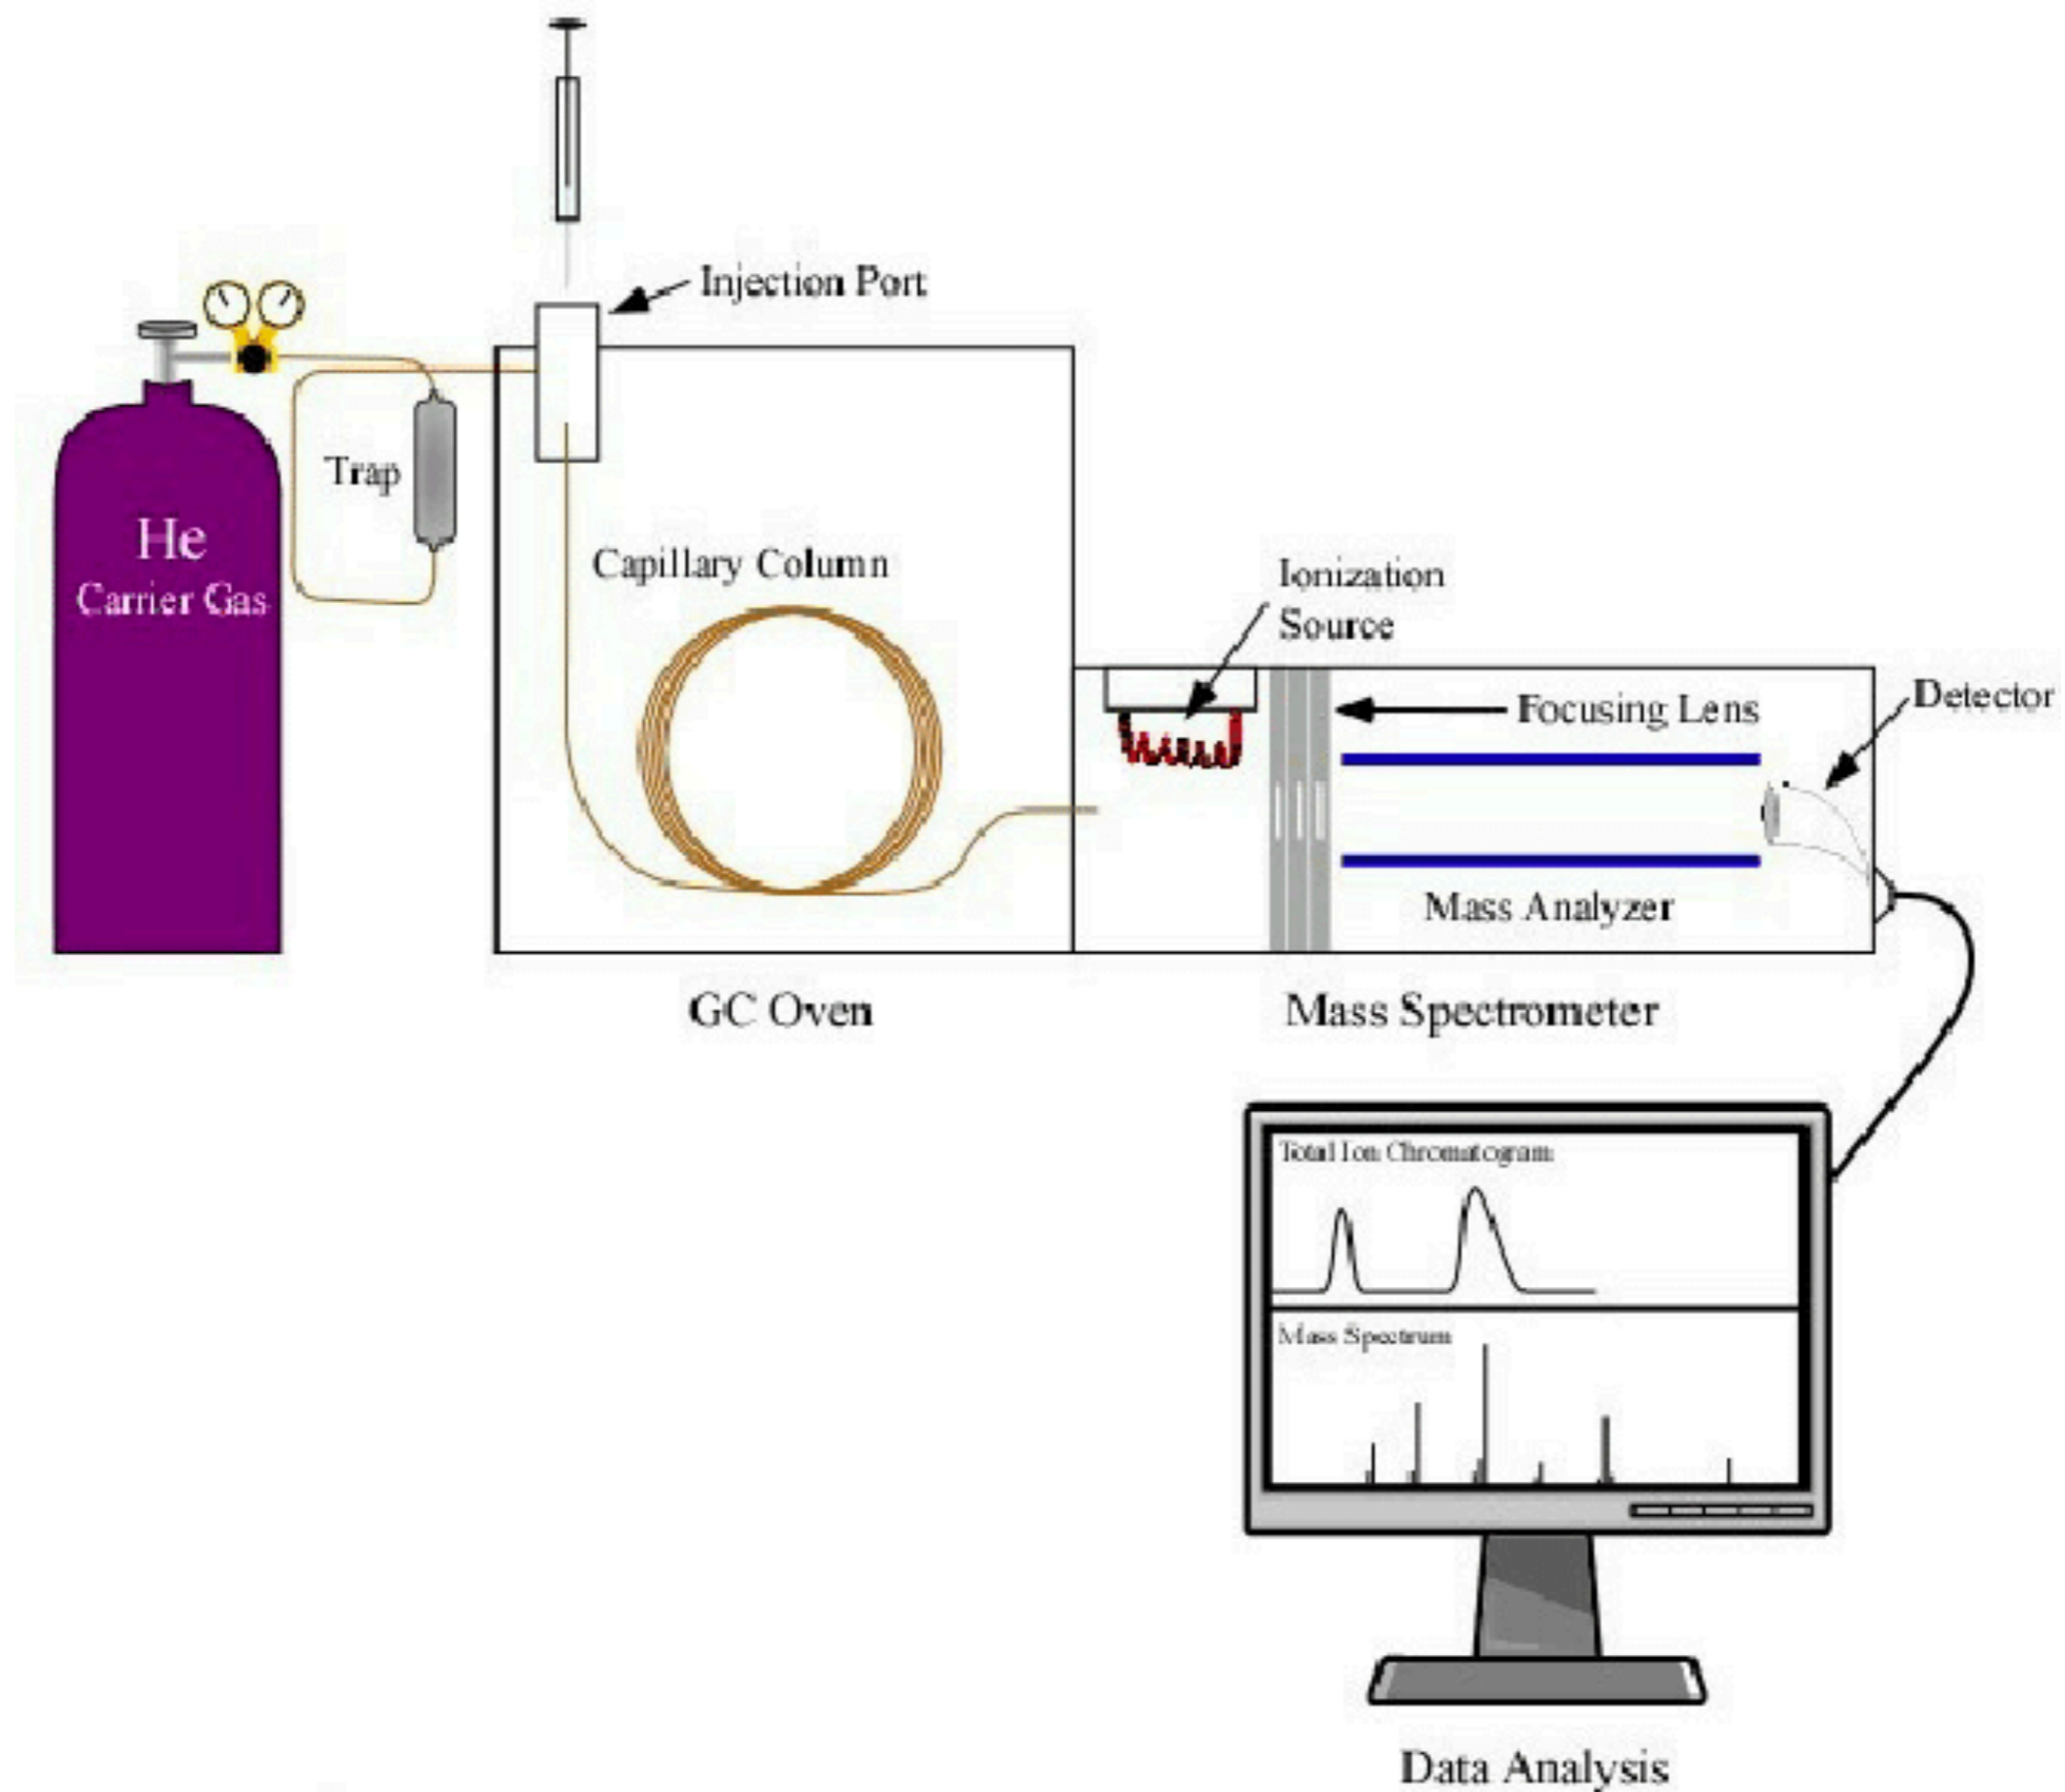 Injection Port
Trap
He
Carrier Gas
Capillary Column
Ionization
Source
Focusing Lens
Detector
Mass Analyzer
GC Oven
Mass Spectrometer
Total Ion Chromatogram
Mass Spectrum
Data Analysis